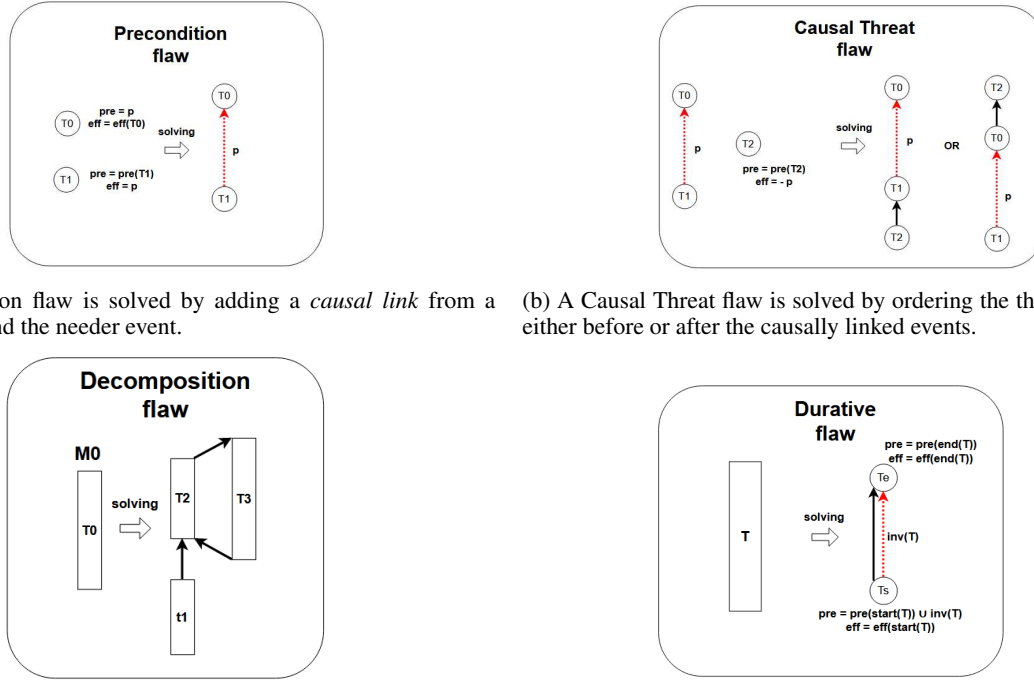 Precondition
flaw
T0
pre = p
eff = eff(T0)
T1
pre = pre(T1)
eff = p
solving
T0
p
T1
Causal Threat
flaw
T0
p
T1
T2
pre = pre(T2)
eff = - p
solving
T0
p
T1
T2
OR
T2
T0
p
T1
on flaw is solved by adding a causal link from a
nd the needer event.
(b) A Causal Threat flaw is solved by ordering the th
either before or after the causally linked events.
Decomposition
flaw
M0
T0
solving
T2
T3
t1
Durative
flaw
T
solving
pre = pre(end(T))
eff = eff(end(T))
Te
inv(T)
Ts
pre = pre(start(T)) ∪ inv(T)
eff = eff(start(T))